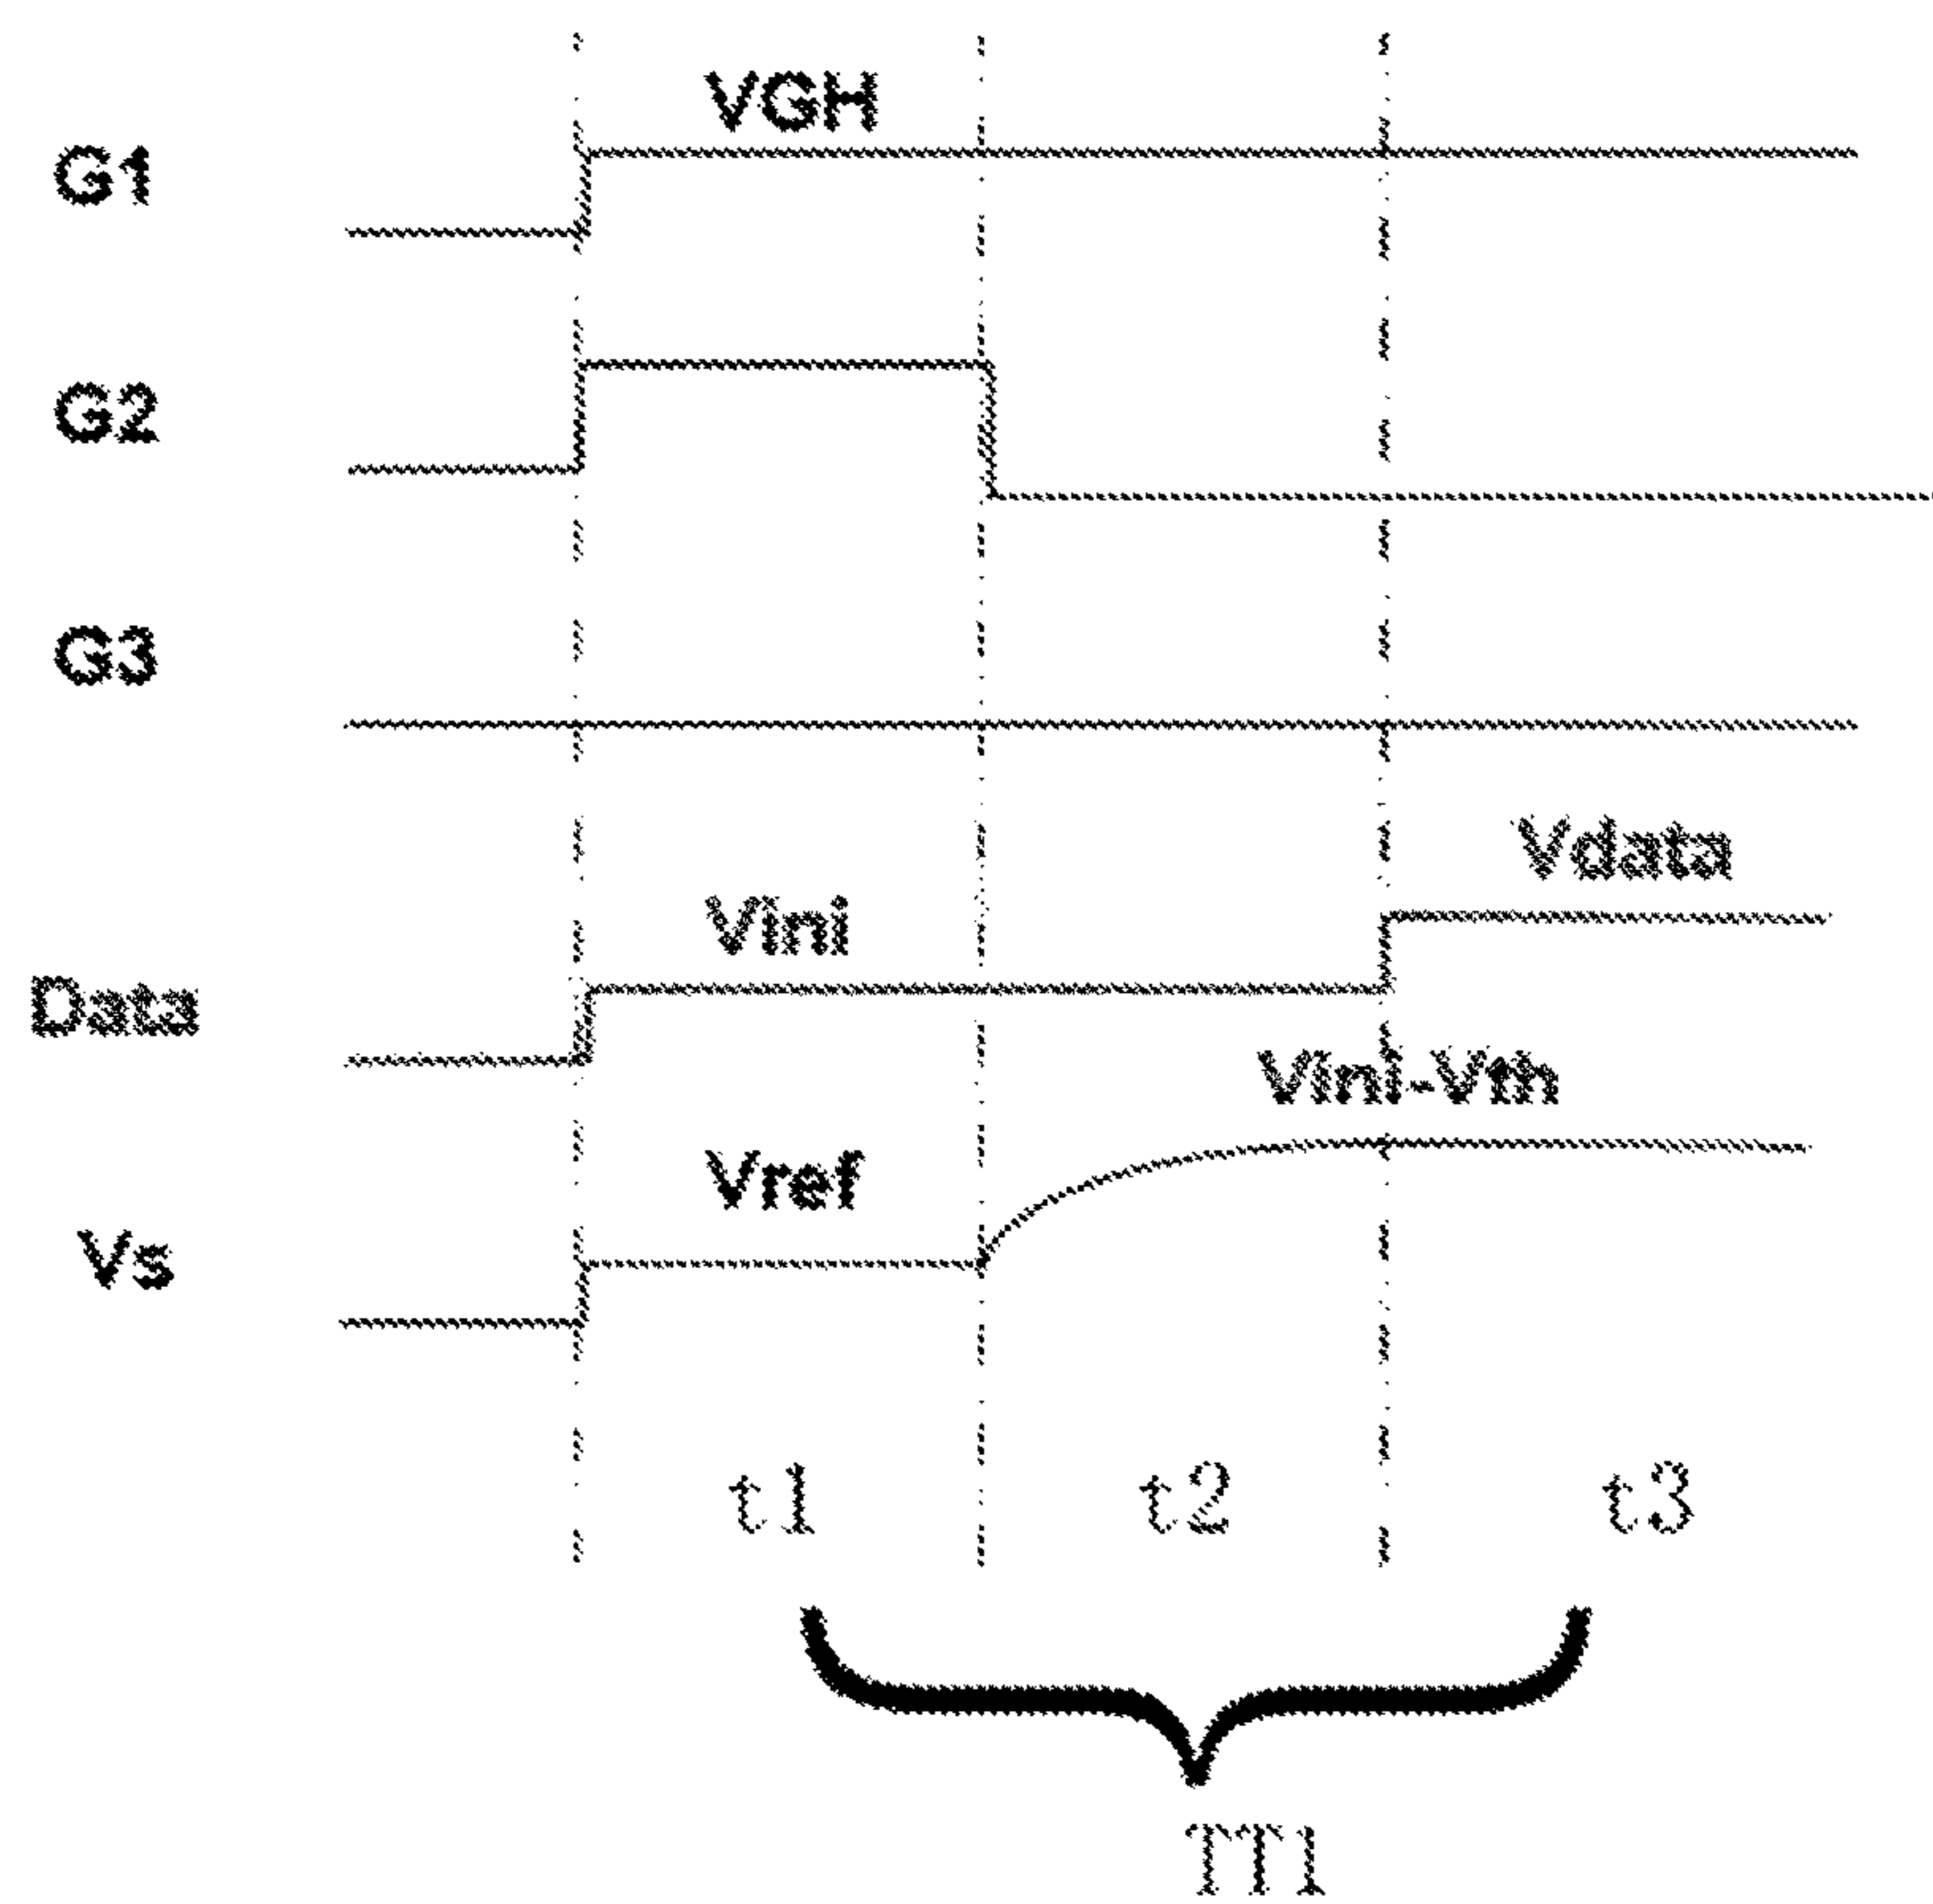 VGH
G1
G2
G3
Vdata
Vini
Data
Vini-Vth
Vref
Vs
t1 t2 t3
TT1